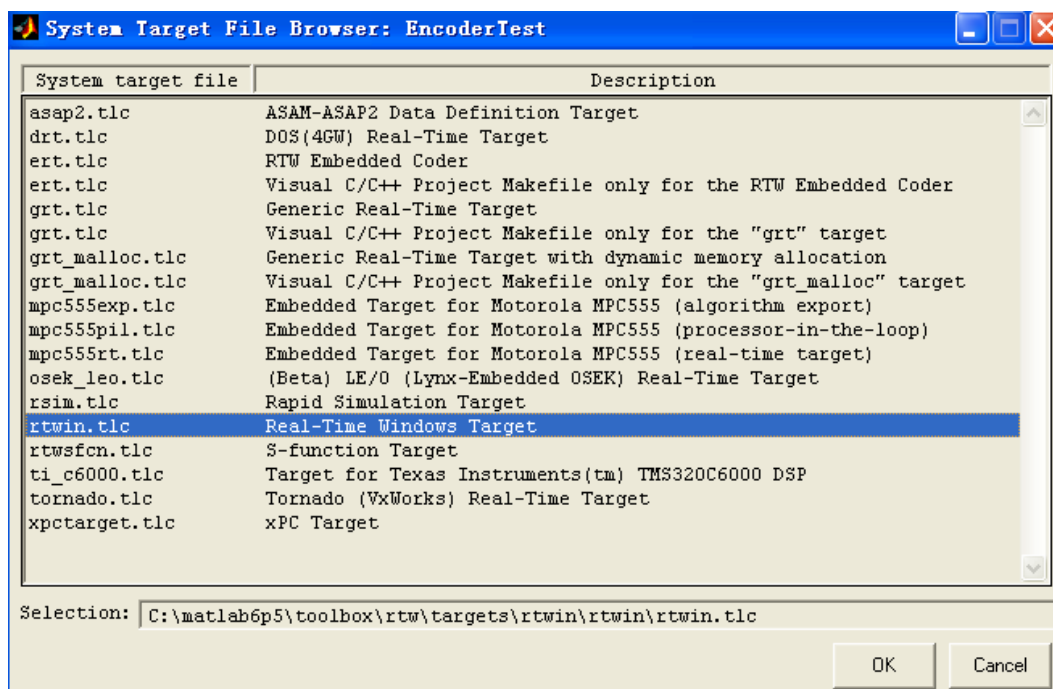 System Target File Browser: EncoderTest
System target file Description
asap2.tlc ASAM-ASAP2 Data Definition Target
drt.tlc DOS(4GW) Real-Time Target
ert.tlc RTW Embedded Coder
ert.tlc Visual C/C++ Project Makefile only for the RTW Embedded Coder
grt.tlc Generic Real-Time Target
grt.tlc Visual C/C++ Project Makefile only for the "grt" target
grt_malloc.tlc Generic Real-Time Target with dynamic memory allocation
grt_malloc.tlc Visual C/C++ Project Makefile only for the "grt_malloc" target
mpc555exp.tlc Embedded Target for Motorola MPC555 (algorithm export)
mpc555pil.tlc Embedded Target for Motorola MPC555 (processor-in-the-loop)
mpc555rt.tlc Embedded Target for Motorola MPC555 (real-time target)
osek_leo.tlc (Beta) LE/O (Lynx-Embedded OSEK) Real-Time Target
rsim.tlc Rapid Simulation Target
rtwin.tlc Real-Time Windows Target
rtwsfcn.tlc S-function Target
ti_c6000.tlc Target for Texas Instruments(tm) TMS320C6000 DSP
tornado.tlc Tornado (VxWorks) Real-Time Target
xpctarget.tlc xPC Target
Selection: C:\matlab6p5\toolbox\rtw\targets\rtwin\rtwin\rtwin.tlc
OK Cancel